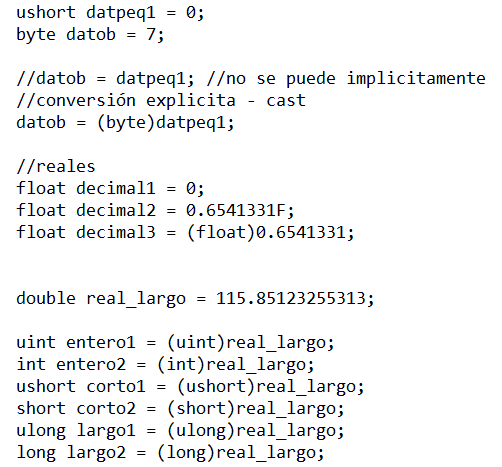 ushort datpeq1 = 0;
byte datob = 7;
//datob = datpeq1; //no se puede implicitamente
//conversión explicita - cast
datob = (byte)datpeq1;
//reales
float decimal1 = 0;
float decimal2 = 0.6541331F;
float decimal3 = (float)0.6541331;
double real_largo = 115.85123255313;
uint entero1 = (uint)real_largo;
int entero2 = (int)real_largo;
ushort corto1 = (ushort)real_largo;
short corto2 = (short)real_largo;
ulong largo1 = (ulong)real_largo;
long largo2 = (long)real_largo;